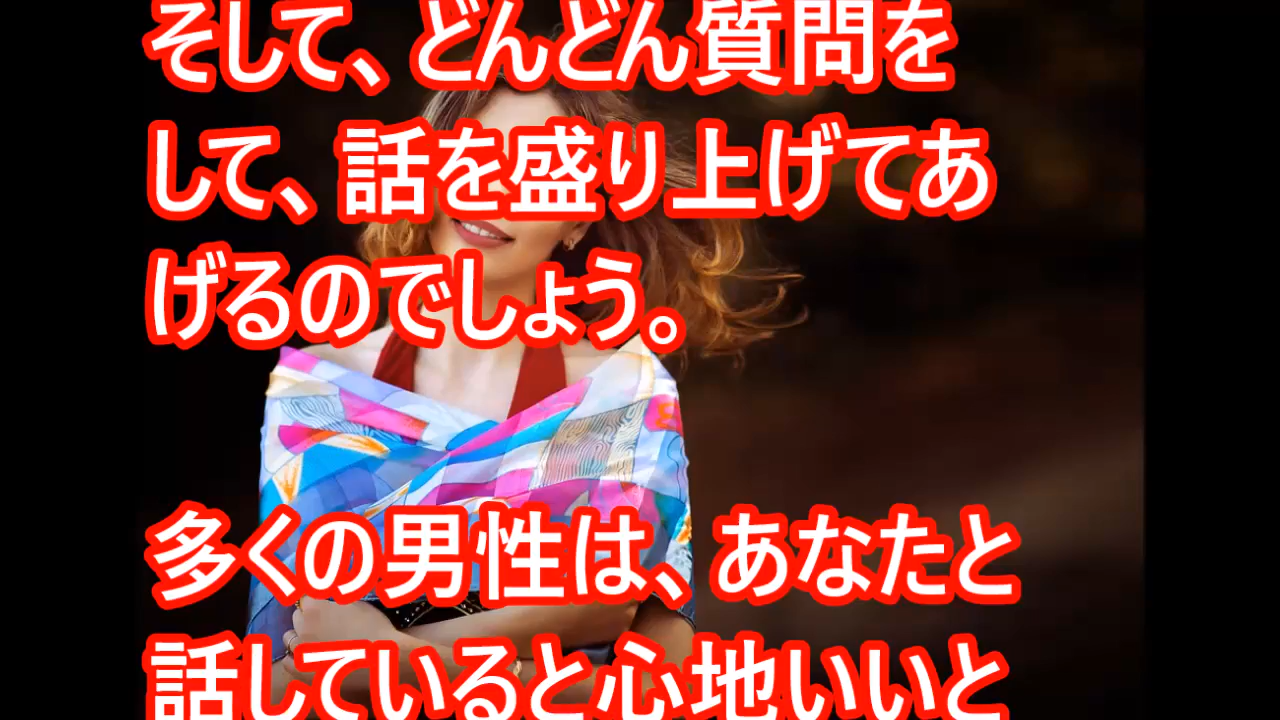 そして、どんどん質問を
して、話を盛り上げてあ
げるのでしょう。
多くの男性は、あなたと
話していると心地いいと